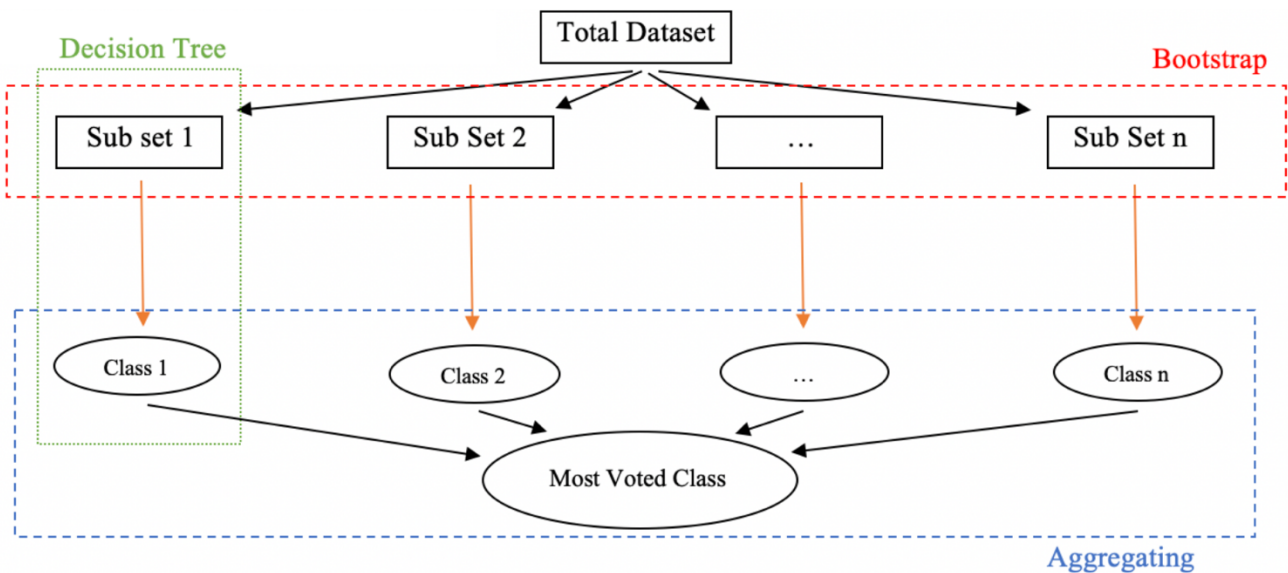 Total Dataset
Decision Tree
Bootstrap
Sub set 1
Sub Set 2
...
Sub Set n
Class 1
Class 2
...
Class n
Most Voted Class
Aggregating